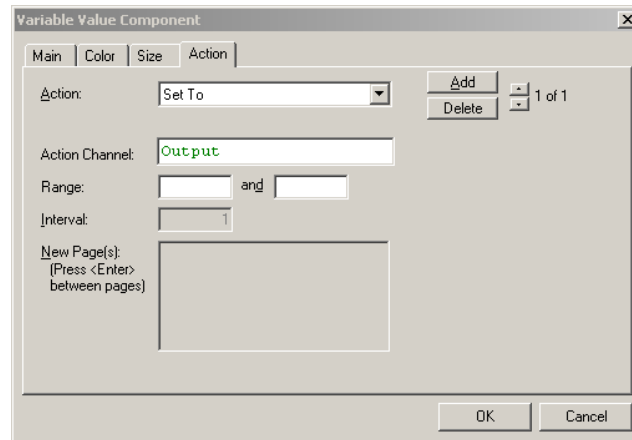 Variable Value Component
Main Color Size Action
Action: Set To Add
Delete
1 of 1
Action Channel: Output
Range: and
Interval: 1
New Page(s):
(Press <Enter>
between pages)
OK Cancel